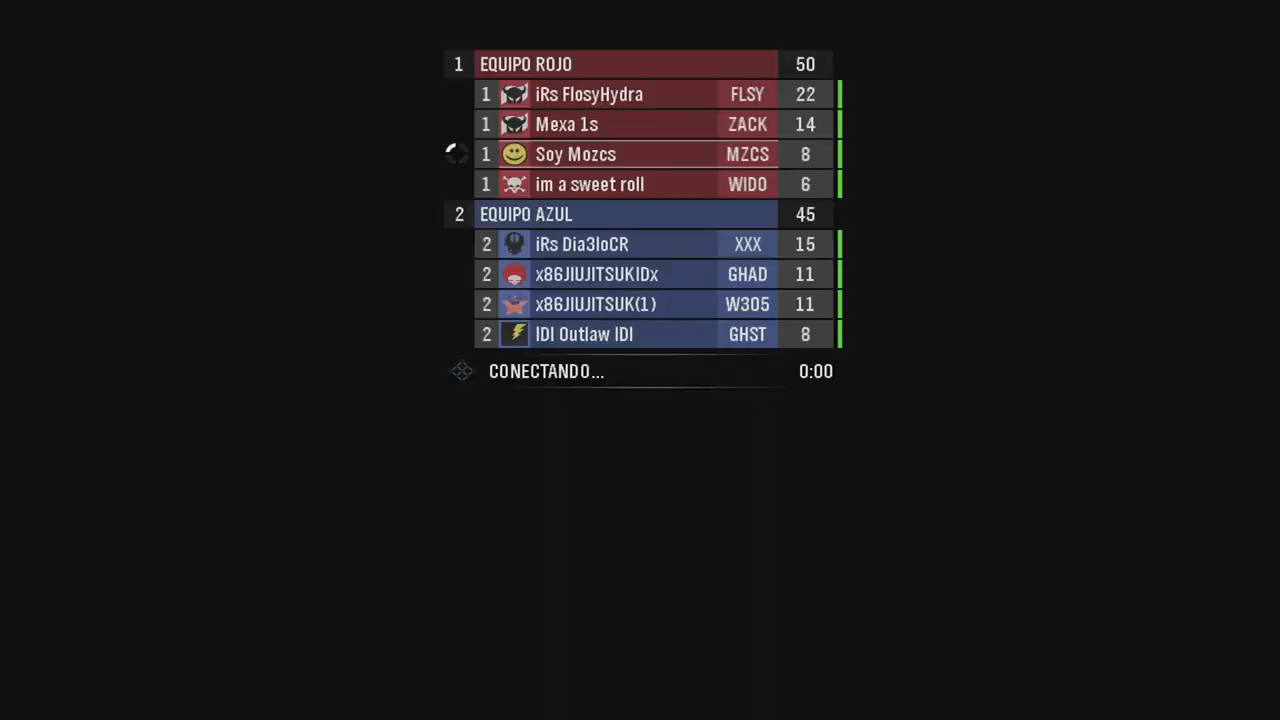 1 EQUIPO ROJO 50
1 iRs FlosyHydra FLSY 22
1 Mexa 1s ZACK 14
1 Soy Mozcs MZCS 8
1 im a sweet roll WIDO 6
2 EQUIPO AZUL 45
2 iRs Dia3loCR XXX 15
2 x86JIUJITSUKIDx GHAD 11
2 x86JIUJITSUK(1) W305 11
2 IDI Outlaw IDI GHST 8
CONECTANDO... 0:00